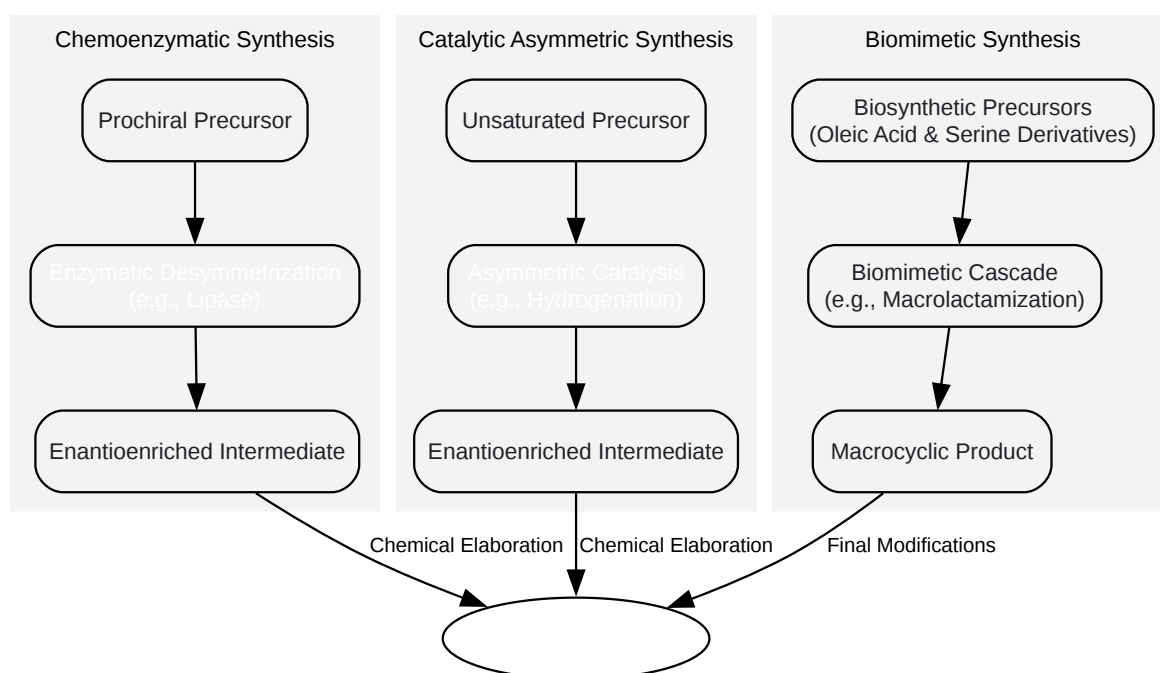 Chemoenzymatic Synthesis
Prochiral Precursor
Enzymatic Desymmetrization
(e.g., Lipase)
Enantioenriched Intermediate
Catalytic Asymmetric Synthesis
Unsaturated Precursor
Asymmetric Catalysis
(e.g., Hydrogenation)
Enantioenriched Intermediate
Biomimetic Synthesis
Biosynthetic Precursors
(Oleic Acid & Serine Derivatives)
Biomimetic Cascade
(e.g., Macrolactamization)
Macrocyclic Product
Chemical Elaboration
Chemical Elaboration
Final Modifications